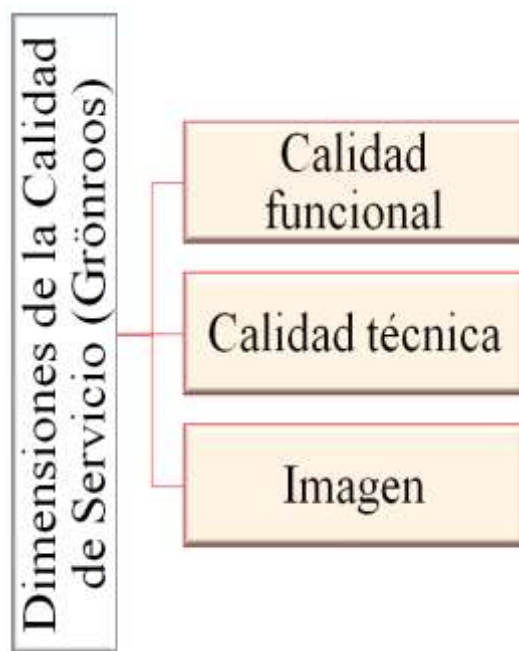 Dimensiones de la Calidad
de Servicio (Grönroos)
Calidad
funcional
Calidad técnica
Imagen